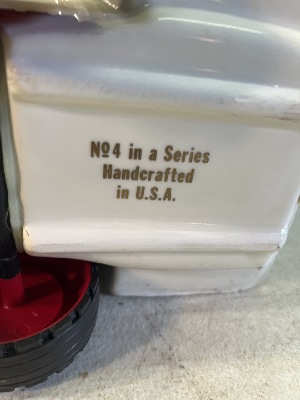 Nº4 in a Series
Handcrafted
in U.S.A.